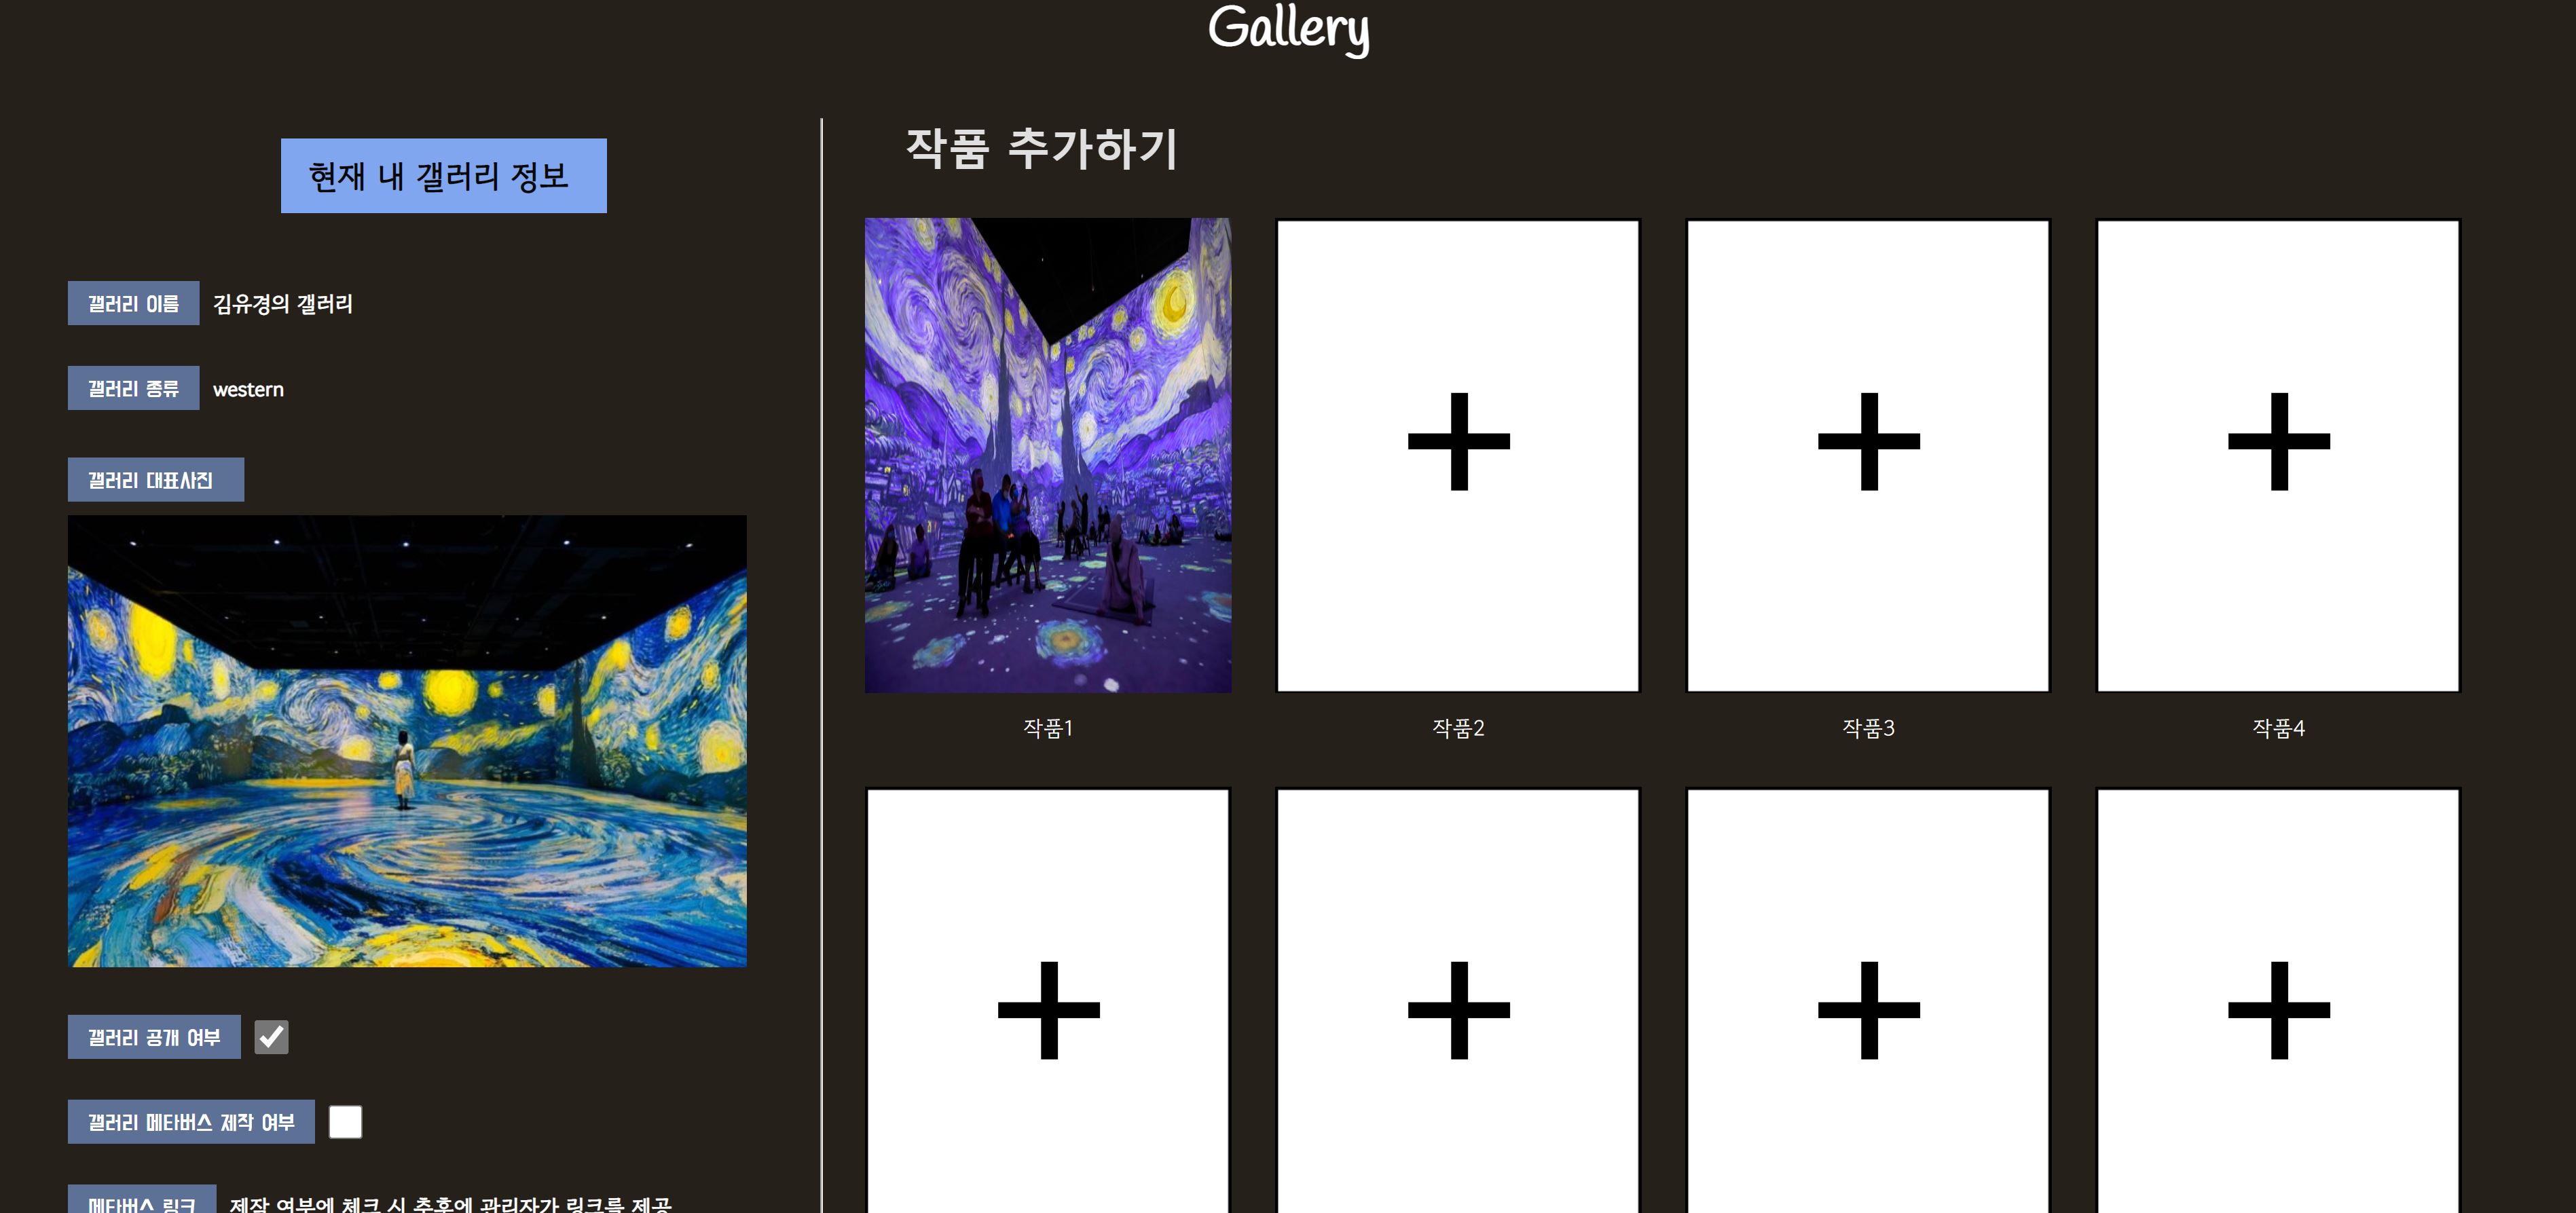 Gallery
현재 내 갤러리 정보
갤러리 이름 김유경의 갤러리
갤러리 종류 western
갤러리 대표사진
갤러리 공개 여부
갤러리 메타버스 제작 여부
메타버스 링크 제작 여부에 체크 시 추후에 관리자가 링크를 제공
작품 추가하기
작품1 작품2 작품3 작품4